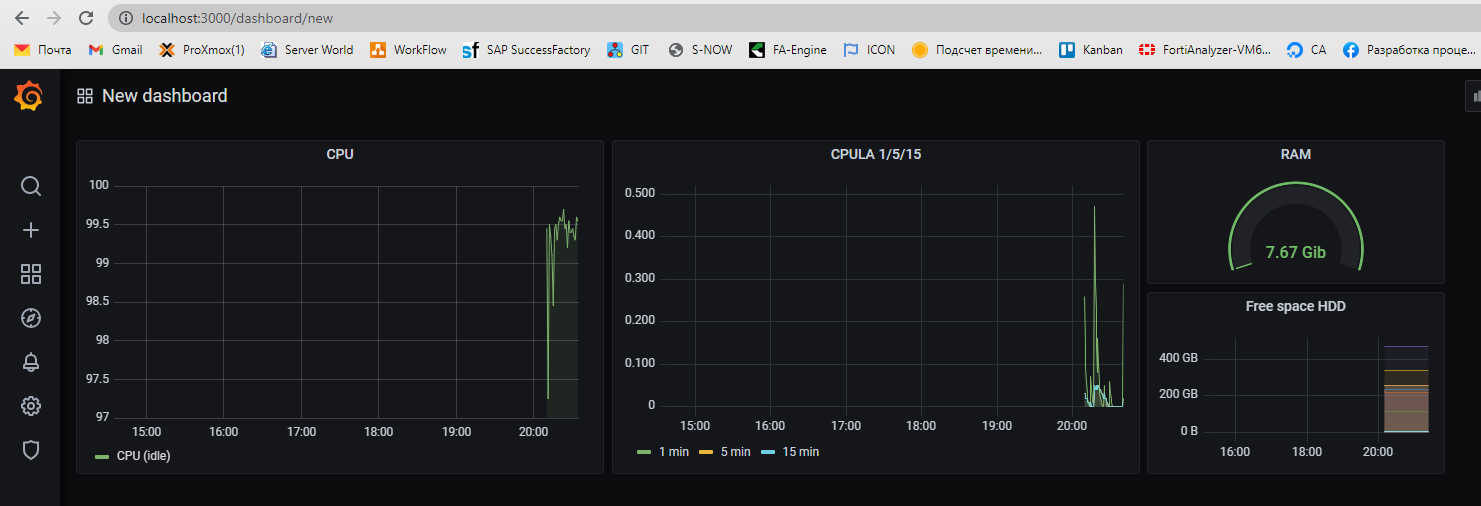 localhost:3000/dashboard/new
Почта Gmail ProXmox(1) Server World WorkFlow SAP SuccessFactory GIT S-NOW FA-Engine ICON Подсчет времени... Kanban FortiAnalyzer-VM6... CA Разработка проце...
New dashboard
CPU
100
99.5
99
98.5
98
97.5
97
15:00 16:00 17:00 18:00 19:00 20:00
CPU (idle)
CPULA 1/5/15
0.500
0.400
0.300
0.200
0.100
0
15:00 16:00 17:00 18:00 19:00 20:00
1 min 5 min 15 min
RAM
7.67 Gib
Free space HDD
400 GB
200 GB
0 B
16:00 18:00 20:00